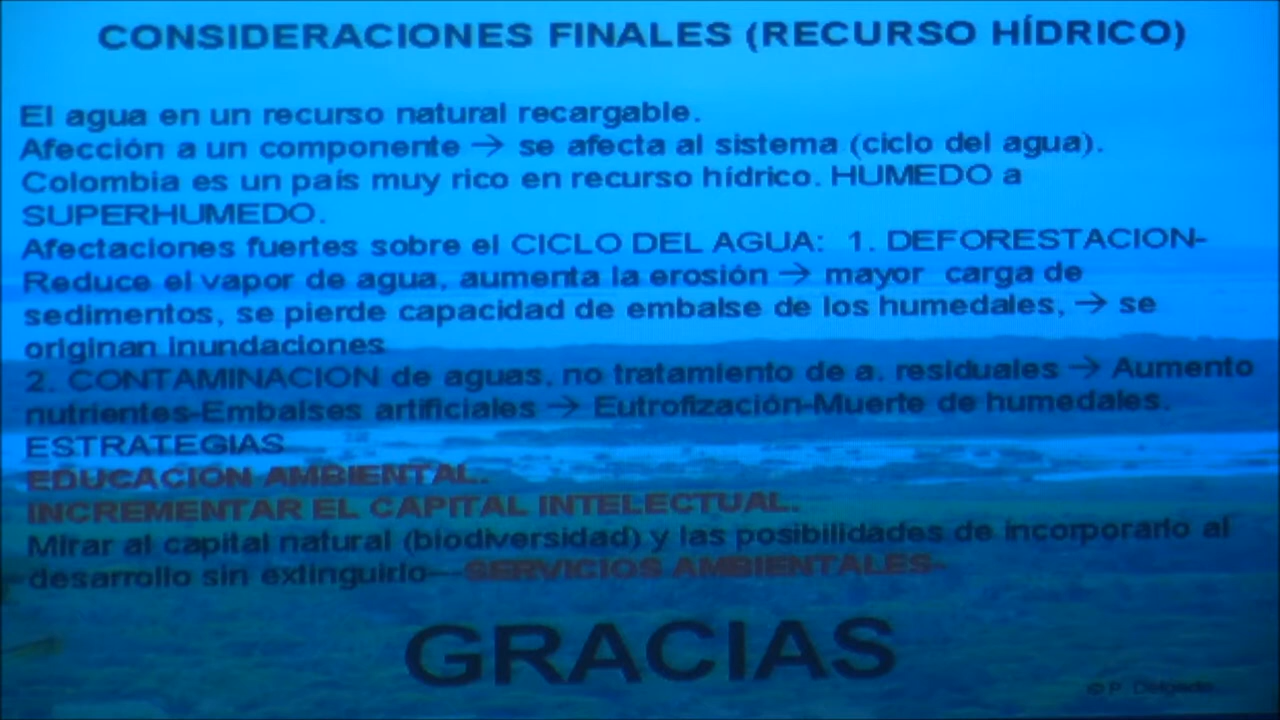 CONSIDERACIONES FINALES (RECURSO HÍDRICO)
El agua en un recurso natural recargable.
Afección a un componente → se afecta al sistema (ciclo del agua).
Colombia es un país muy rico en recurso hídrico. HUMEDO a
SUPERHUMEDO.
Afectaciones fuertes sobre el CICLO DEL AGUA: 1. DEFORESTACION-
Reduce el vapor de agua, aumenta la erosión → mayor carga de
sedimentos, se pierde capacidad de embalse de los humedales, → se
originan inundaciones
2. CONTAMINACION de aguas, no tratamiento de a. residuales → Aumento
nutrientes-Embalses artificiales → Eutrofización-Muerte de humedales.
ESTRATEGIAS
EDUCACIÓN AMBIENTAL.
INCREMENTAR EL CAPITAL INTELECTUAL.
Mirar al capital natural (biodiversidad) y las posibilidades de incorporarlo al
desarrollo sin extinguirlo---SERVICIOS AMBIENTALES-
GRACIAS
© P. Delgado